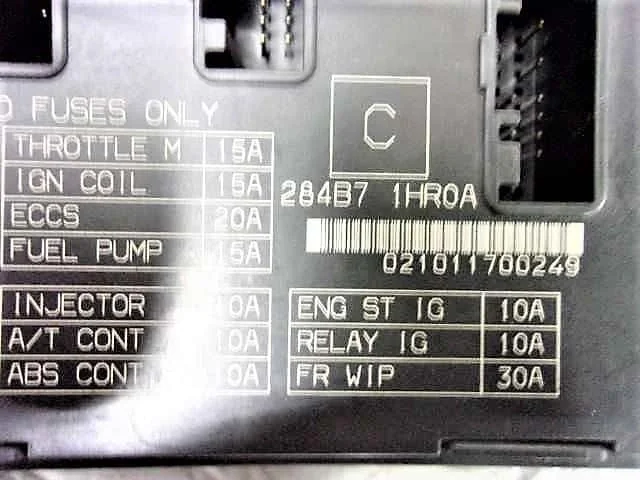 FUSES ONLY
C
THROTTLE M 15A
IGN COIL 15A
ECCS 20A
FUEL PUMP 15A
284B7 1HR0A
021011700249
INJECTOR 10A
A/T CONT 10A
ABS CONT 10A
ENG ST IG 10A
RELAY IG 10A
FR WIP 30A